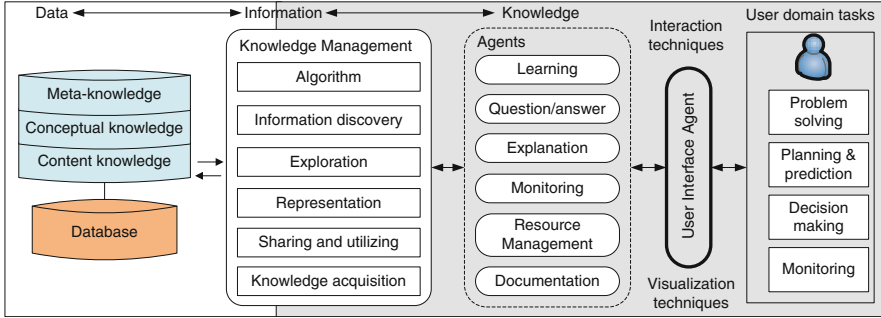 Data
Information
Knowledge
User domain tasks
Meta-knowledge
Conceptual knowledge
Content knowledge
Database
Knowledge Management
Algorithm
Information discovery
Exploration
Representation
Sharing and utilizing
Knowledge acquisition
Agents
Learning
Question/answer
Explanation
Monitoring
Resource
Management
Documentation
Interaction
techniques
User Interface Agent
Visualization
techniques
Problem
solving
Planning &
prediction
Decision
making
Monitoring